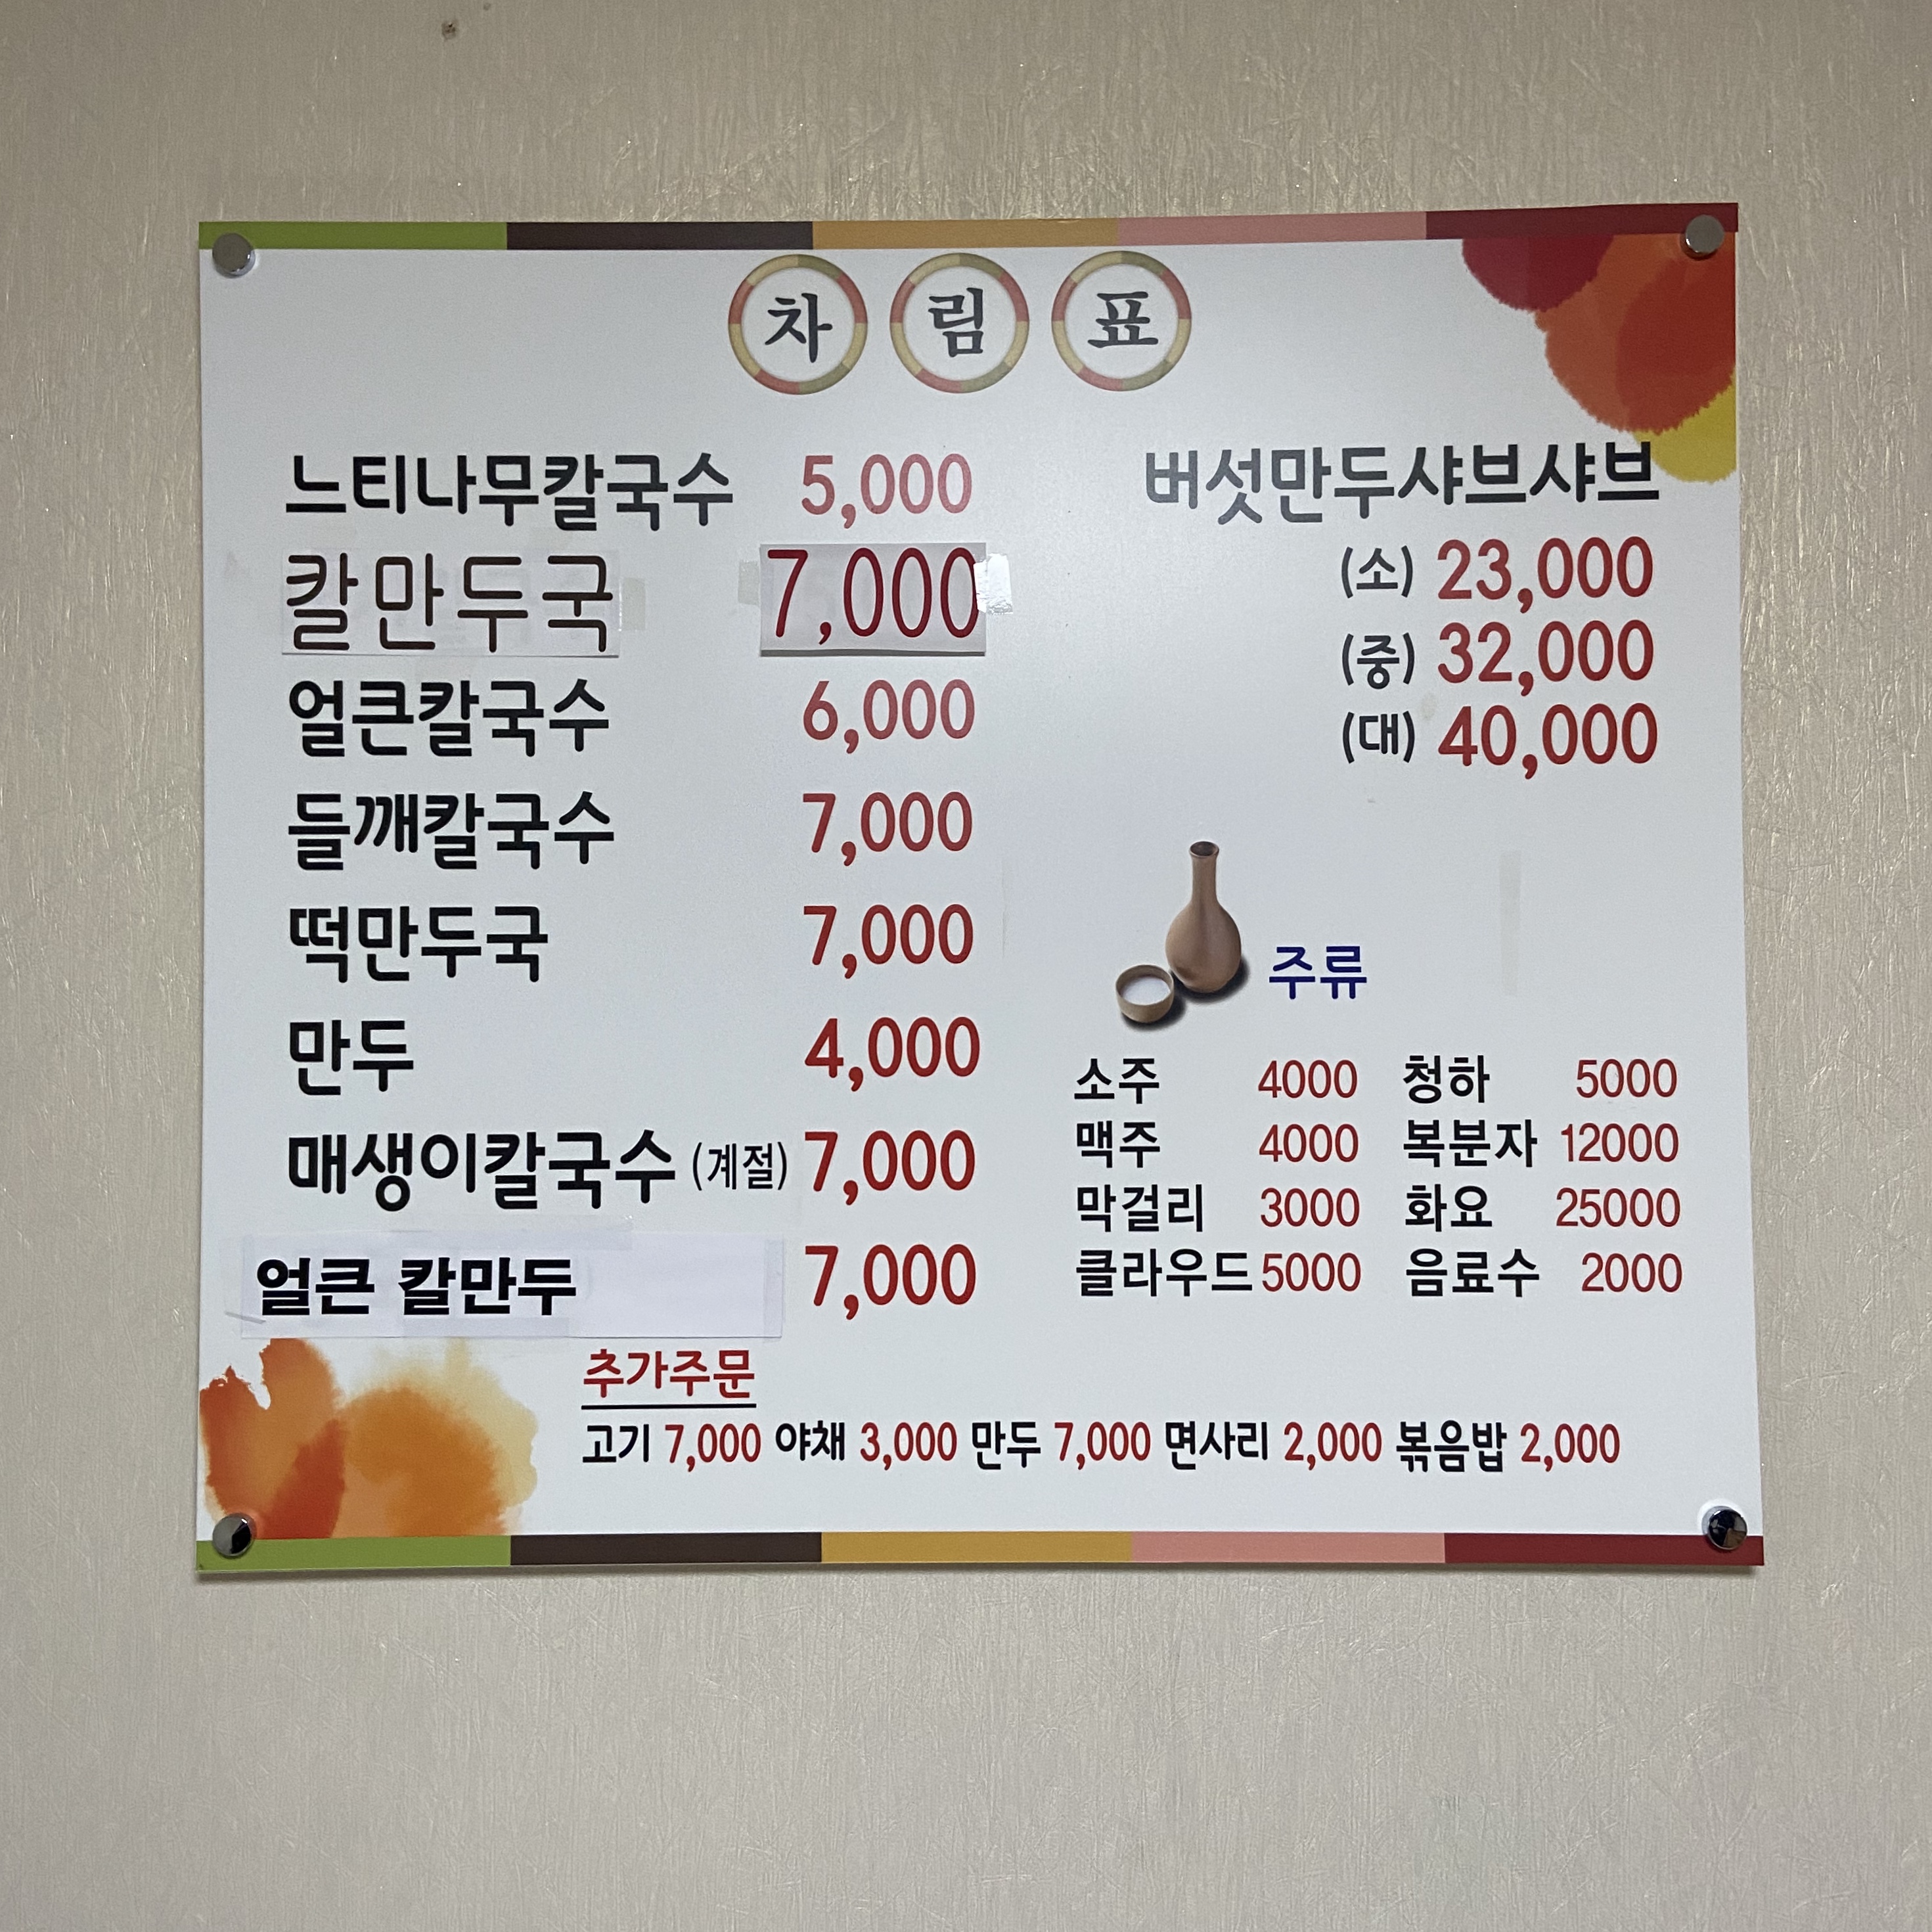 차림표
느티나무칼국수 5,000
칼만두국 7,000
얼큰칼국수 6,000
들깨칼국수 7,000
떡만두국 7,000
만두 4,000
매생이칼국수 (계절) 7,000
얼큰 칼만두 7,000
버섯만두샤브샤브
(소) 23,000
(중) 32,000
(대) 40,000
주류
소주 4000 청하 5000
맥주 4000 복분자 12000
막걸리 3000 화요 25000
클라우드 5000 음료수 2000
추가주문
고기 7,000 야채 3,000 만두 7,000 면사리 2,000 볶음밥 2,000